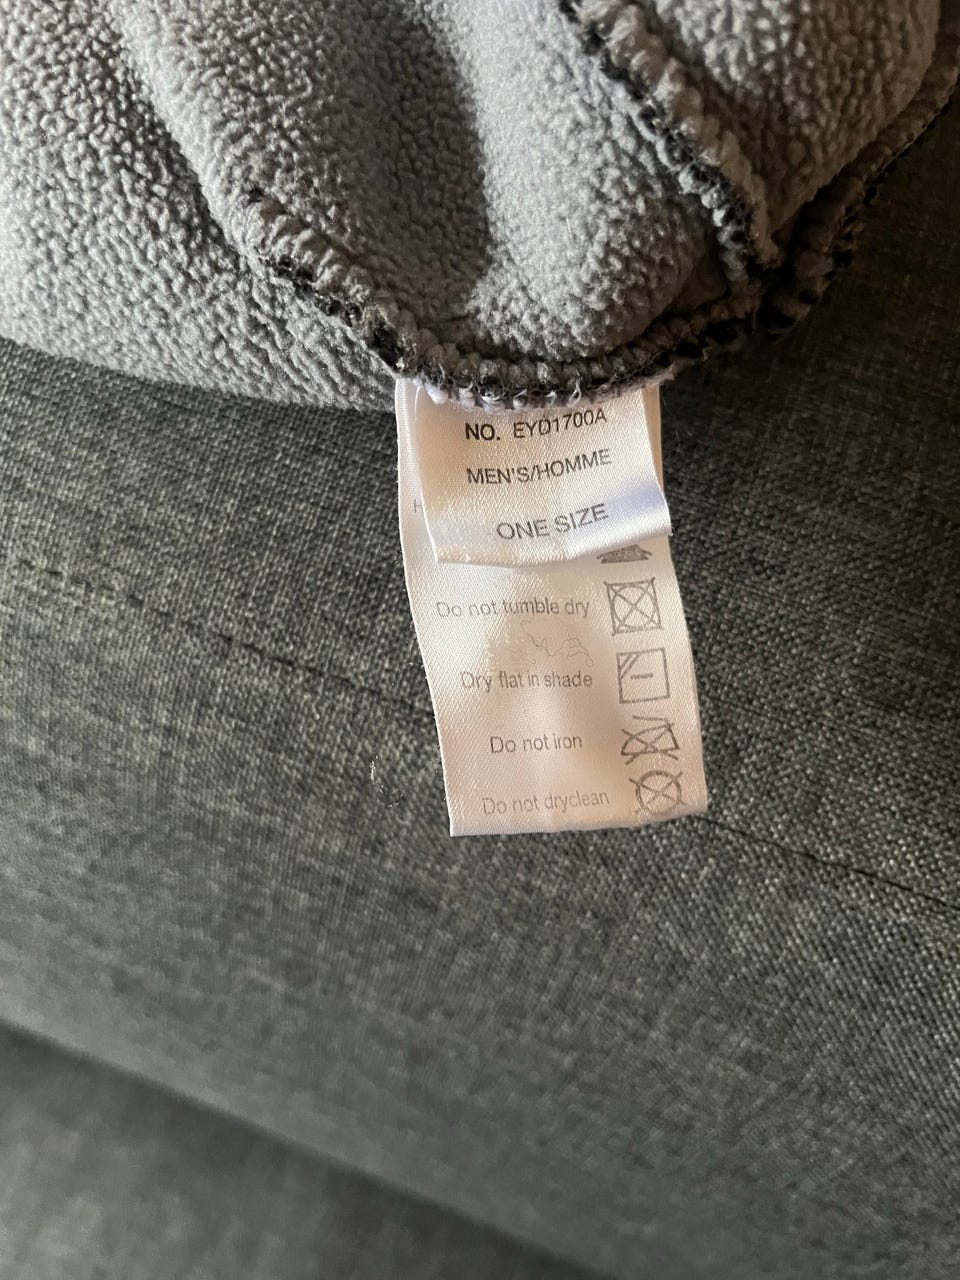 NO. EYD1700A
MEN'S/HOMME
ONE SIZE
H
Do not tumble dry
Dry flat in shade
Do not iron
Do not dryclean